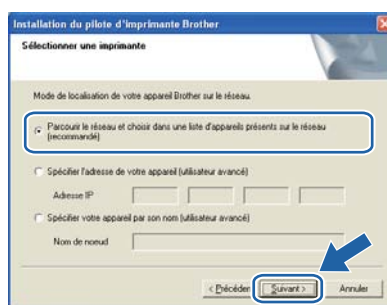 Installation du pilote d'imprimante Brother
Sélectionner une imprimante
Mode de localisation de votre appareil Brother sur le réseau.
Parcourir le réseau et choisir dans une liste d'appareils présents sur le réseau
(recommandé)
Spécifier l'adresse de votre appareil (utilisateur avancé)
Adresse IP
Spécifier votre appareil par son nom (utilisateur avancé)
Nom de noeud
< Précéden
Suivant >
Annuler